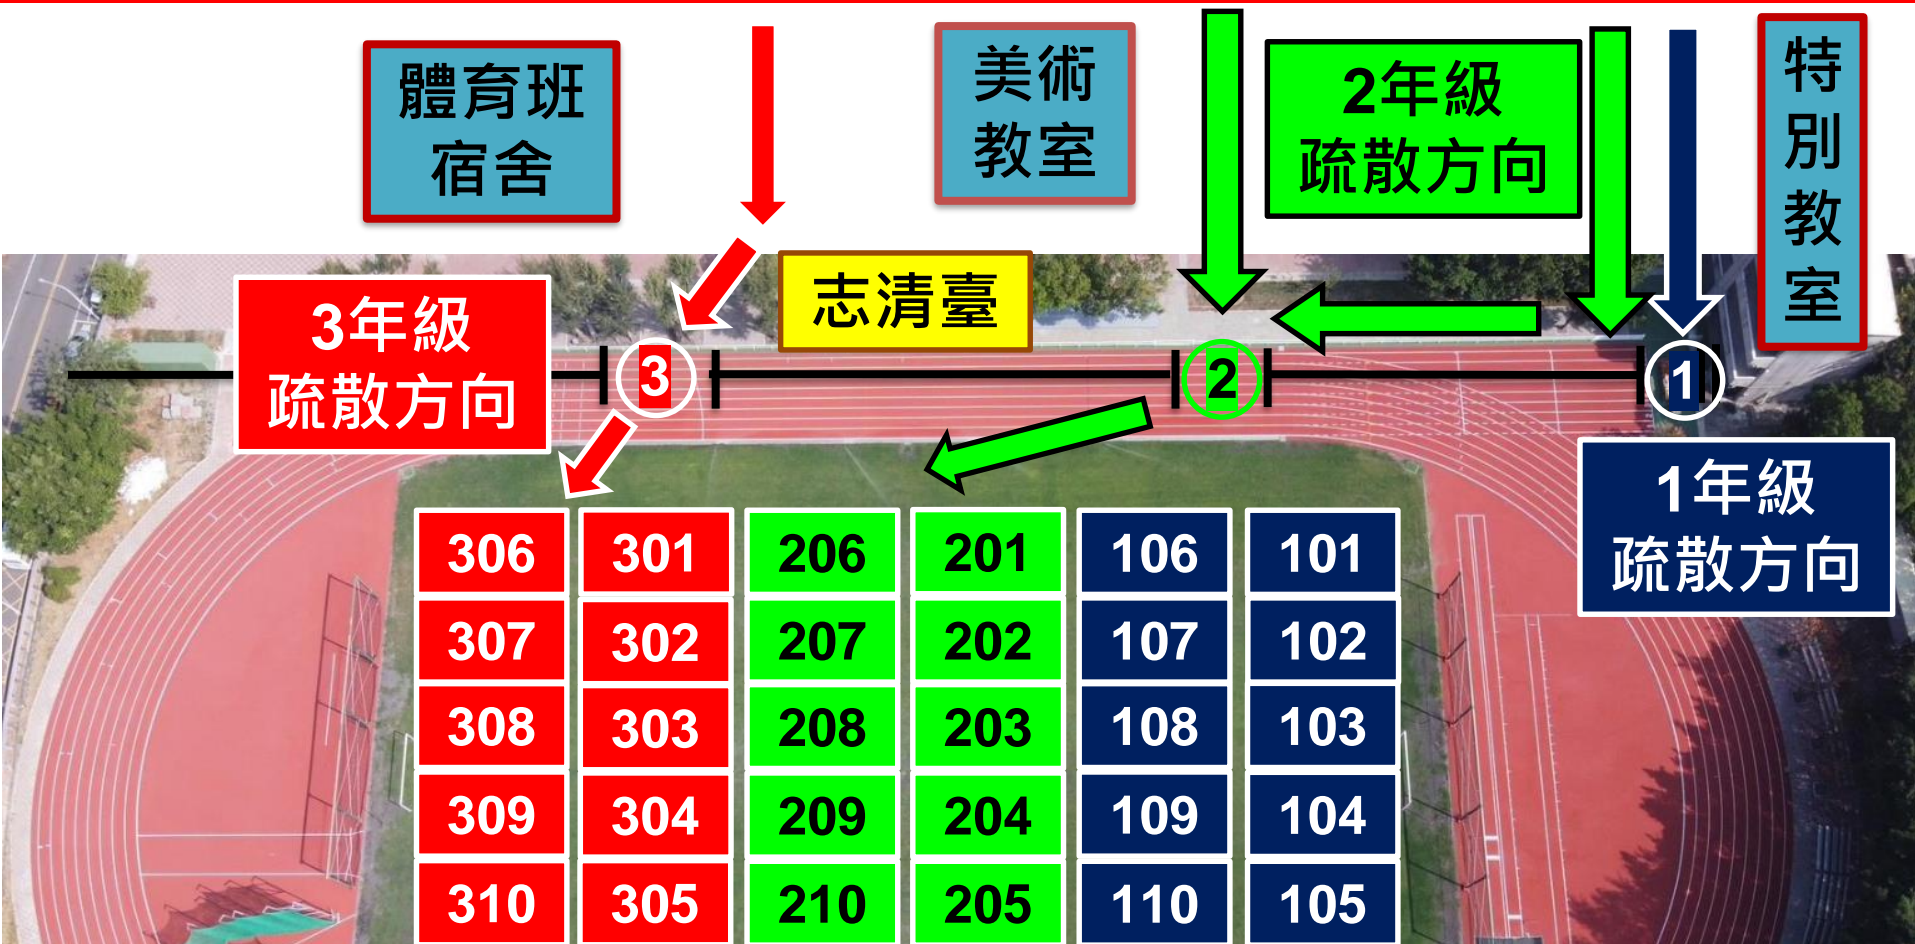 體育班
宿舍
美術
教室
2年級
疏散方向
特
別
教
室
3年級
疏散方向
志清臺
3
2
1
1年級
疏散方向
306 301 206 201 106 101
307 302 207 202 107 102
308 303 208 203 108 103
309 304 209 204 109 104
310 305 210 205 110 105